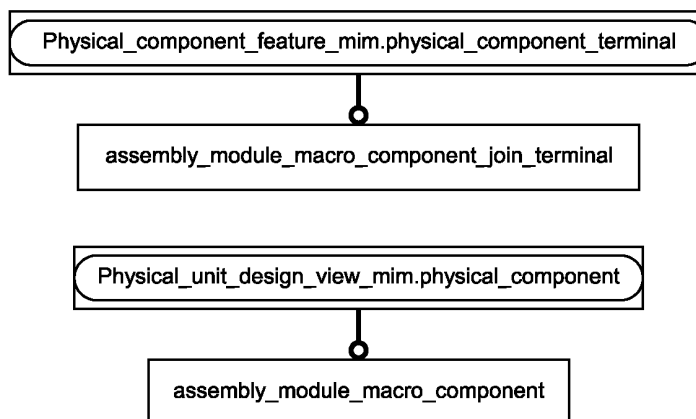 Physical_component_feature_mim.physical_component_terminal
assembly_module_macro_component_join_terminal
Physical_unit_design_view_mim.physical_component
assembly_module_macro_component